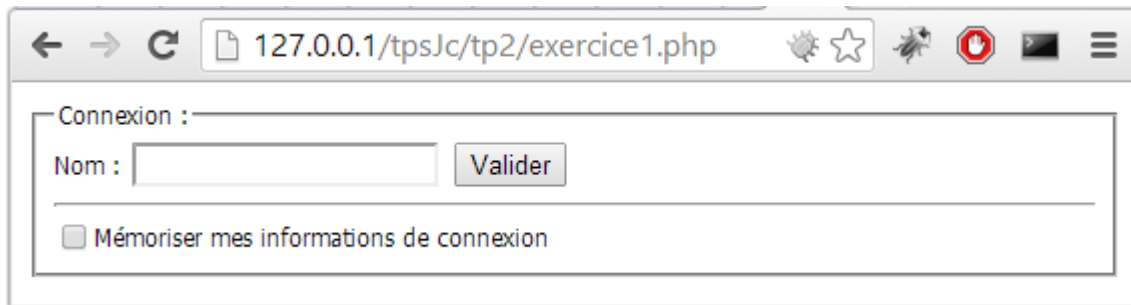 127.0.0.1/tpsJc/tp2/exercice1.php
Connexion :
Nom : Valider
Mémoriser mes informations de connexion